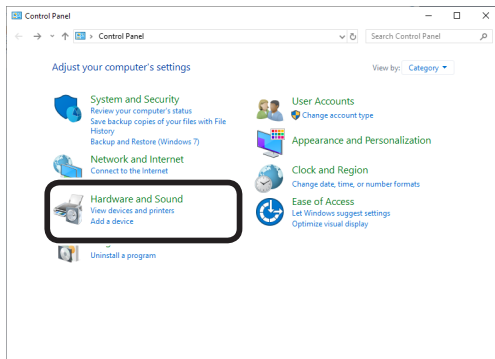 Control Panel
Control Panel
Search Control Panel
Adjust your computer's settings
View by: Category
System and Security
Review your computer's status
Save backup copies of your files with File
History
Backup and Restore (Windows 7)
Network and Internet
Connect to the Internet
Hardware and Sound
View devices and printers
Add a device
Uninstall a program
User Accounts
Change account type
Appearance and Personalization
Clock and Region
Change date, time, or number formats
Ease of Access
Let Windows suggest settings
Optimize visual display